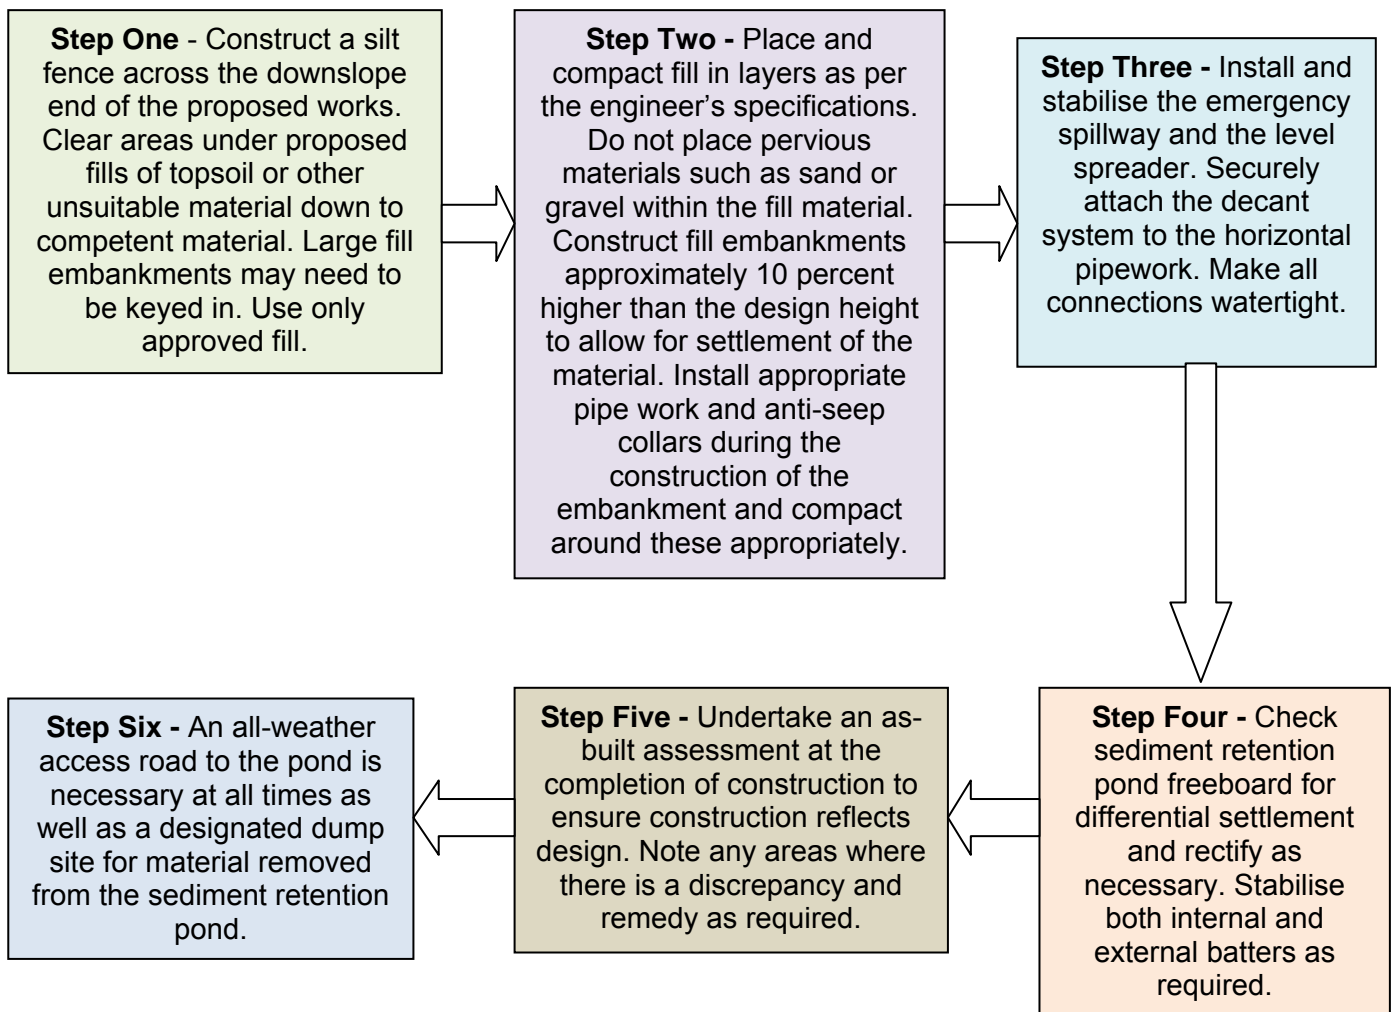 Step One - Construct a silt
fence across the downslope
end of the proposed works.
Clear areas under proposed
fills of topsoil or other
unsuitable material down to
competent material. Large fill
embankments may need to
be keyed in. Use only
approved fill.
Step Two - Place and
compact fill in layers as per
the engineer’s specifications.
Do not place pervious
materials such as sand or
gravel within the fill material.
Construct fill embankments
approximately 10 percent
higher than the design height
to allow for settlement of the
material. Install appropriate
pipe work and anti-seep
collars during the
construction of the
embankment and compact
around these appropriately.
Step Three - Install and
stabilise the emergency
spillway and the level
spreader. Securely
attach the decant
system to the horizontal
pipework. Make all
connections watertight.
Step Four - Check
sediment retention
pond freeboard for
differential settlement
and rectify as
necessary. Stabilise
both internal and
external batters as
required.
Step Five - Undertake an as-
built assessment at the
completion of construction to
ensure construction reflects
design. Note any areas where
there is a discrepancy and
remedy as required.
Step Six - An all-weather
access road to the pond is
necessary at all times as
well as a designated dump
site for material removed
from the sediment retention
pond.